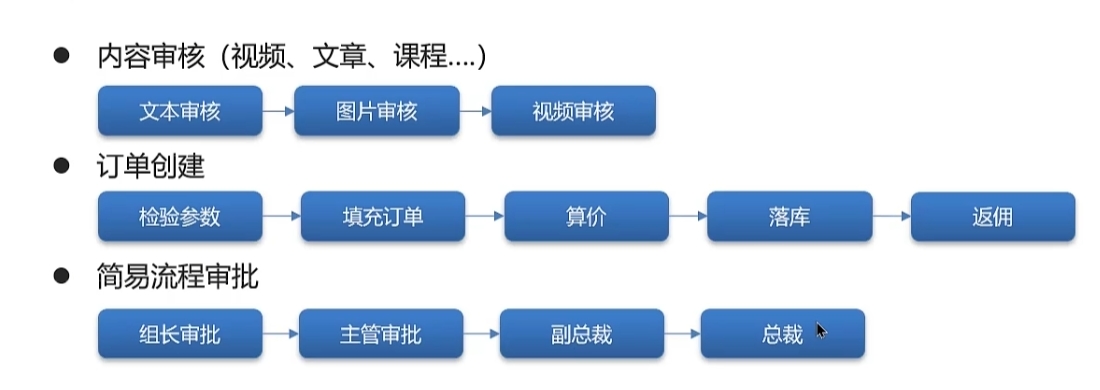 内容审核（视频、文章、课程....）
文本审核 图片审核 视频审核
订单创建
检验参数 填充订单 算价 落库 返佣
简易流程审批
组长审批 主管审批 副总裁 总裁